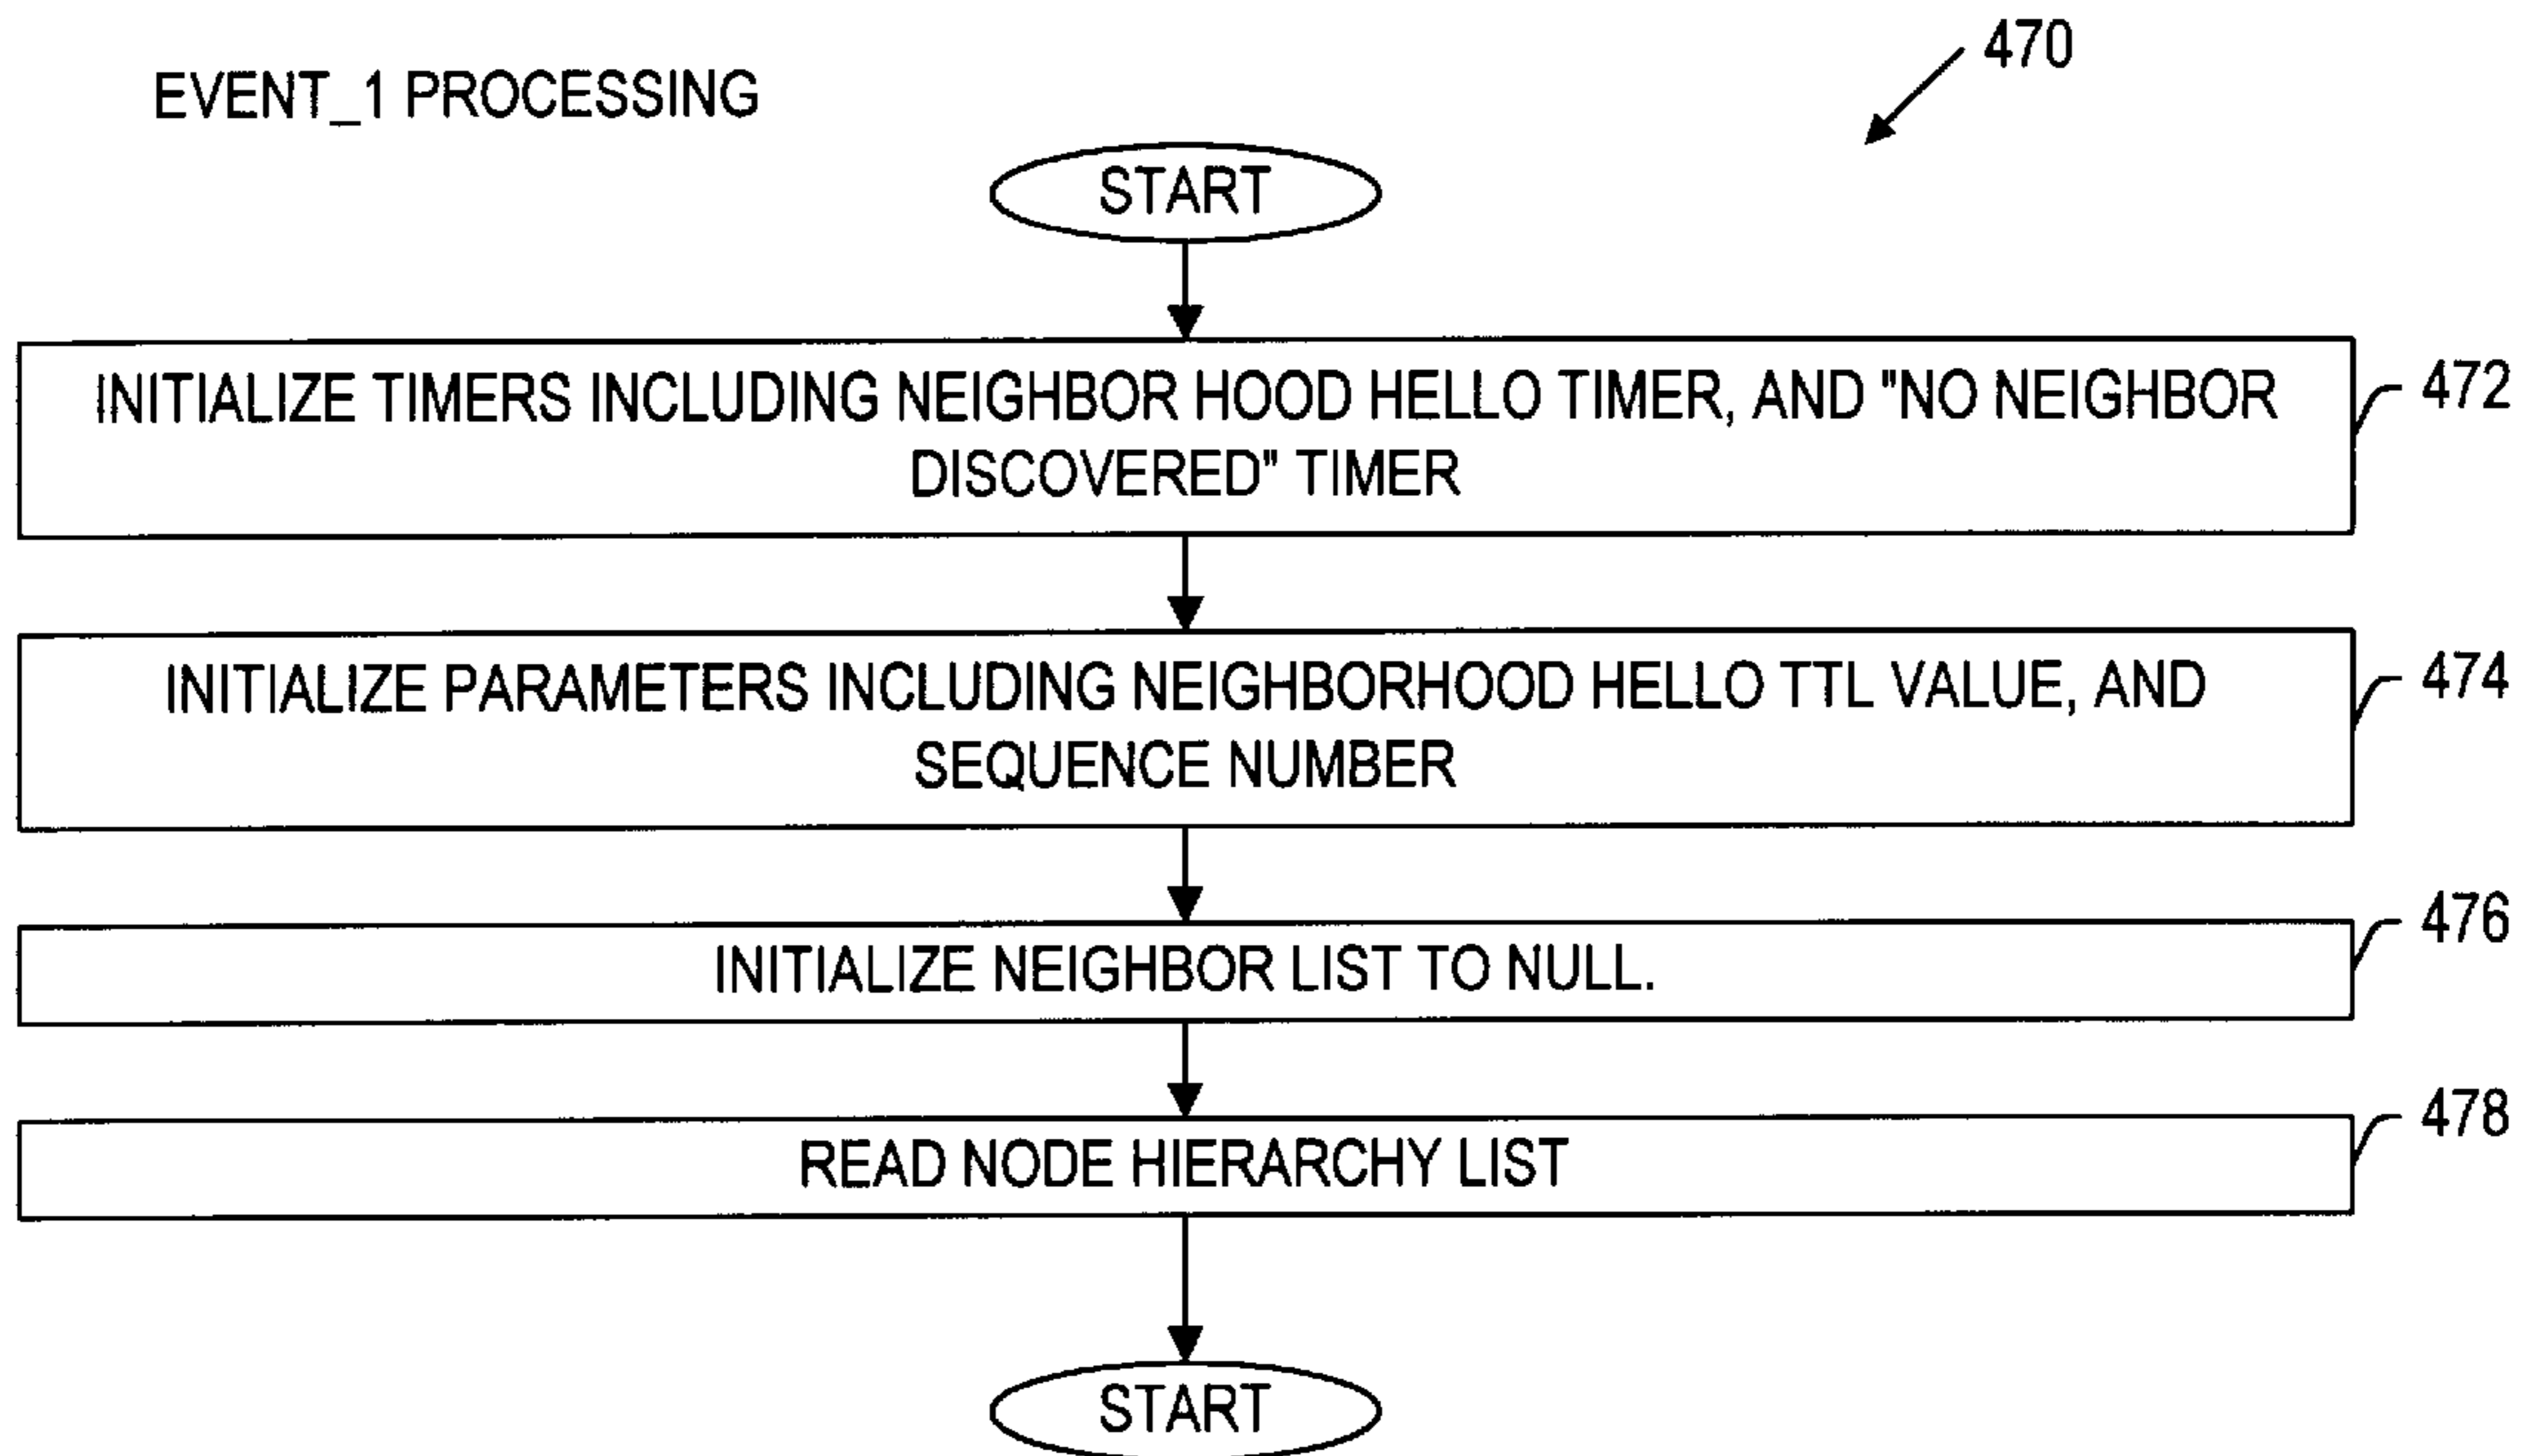 470
EVENT_1 PROCESSING
START
INITIALIZE TIMERS INCLUDING NEIGHBOR HOOD HELLO TIMER, AND "NO NEIGHBOR
DISCOVERED" TIMER
472
INITIALIZE PARAMETERS INCLUDING NEIGHBORHOOD HELLO TTL VALUE, AND
SEQUENCE NUMBER
474
INITIALIZE NEIGHBOR LIST TO NULL.
476
READ NODE HIERARCHY LIST
478
START